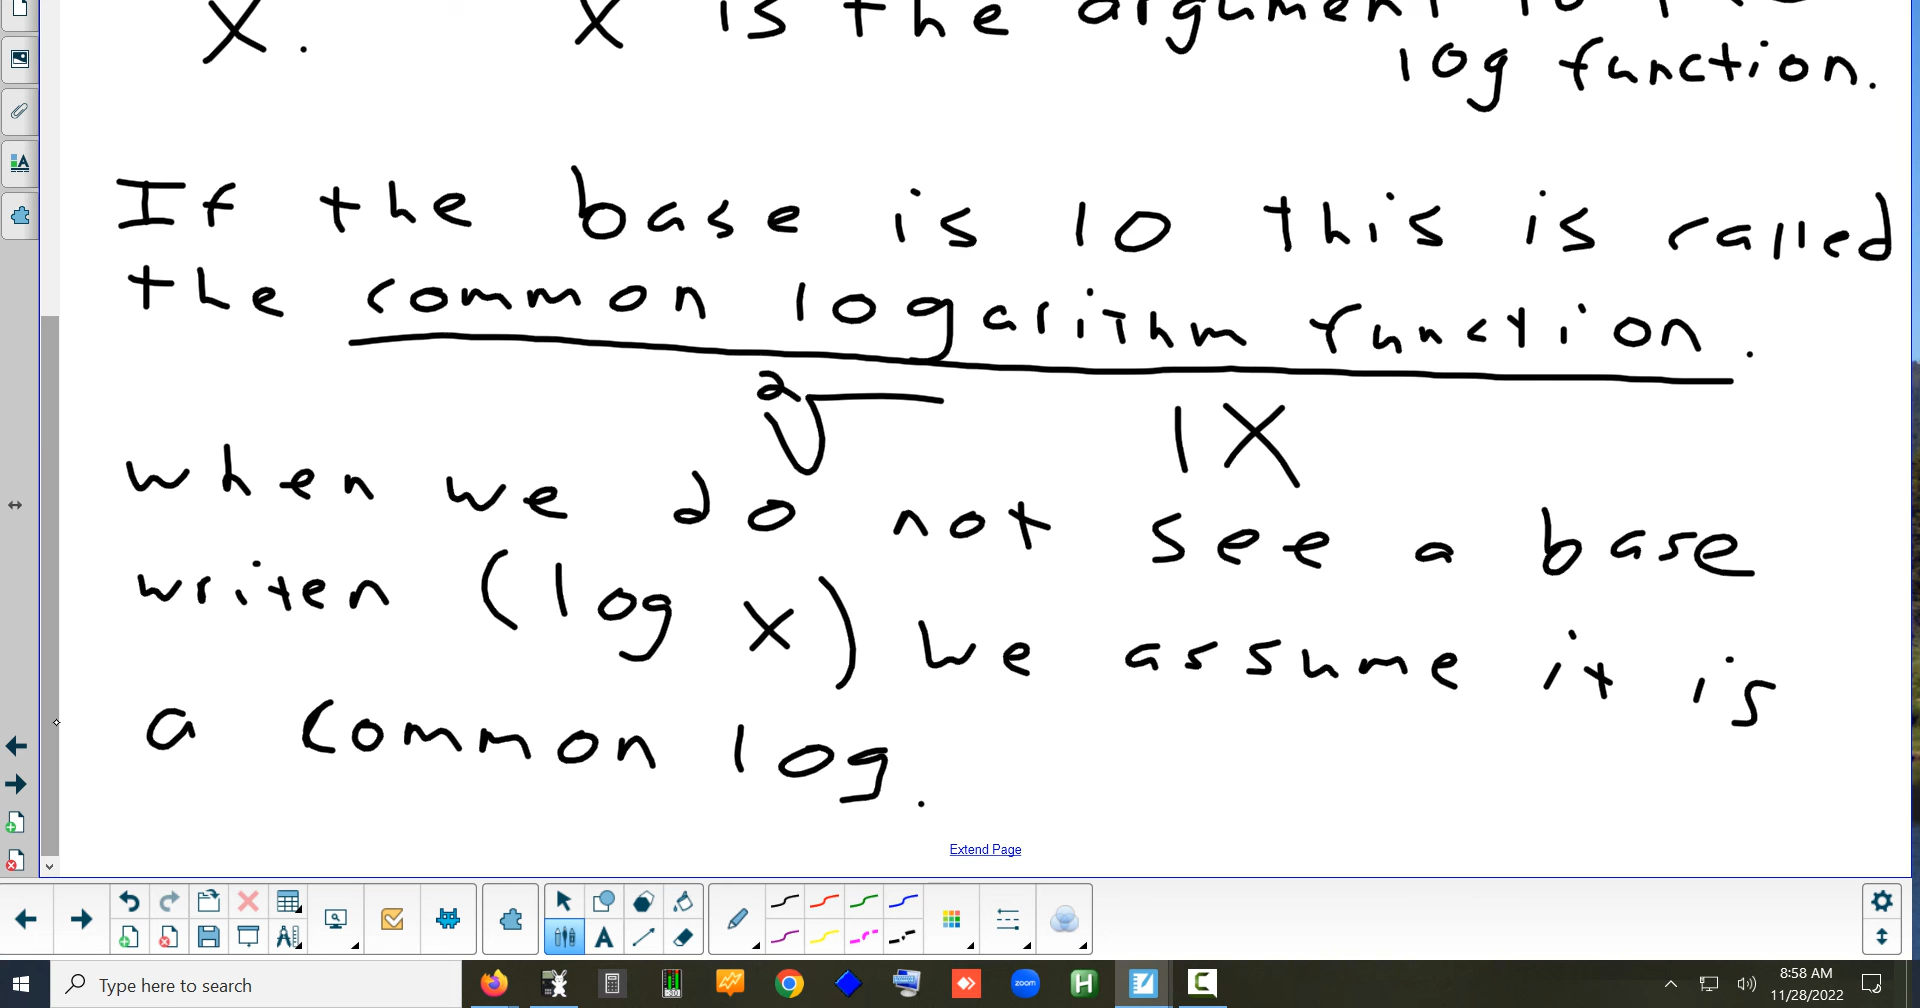 X. X is the argument to the
log function.
If the base is 10 this is called
the common logarithm function.
2√ 1X
when we do not see a base
writen (log x) we assume it is
a common log.
Extend Page
Type here to search
zoom
8:58 AM
11/28/2022